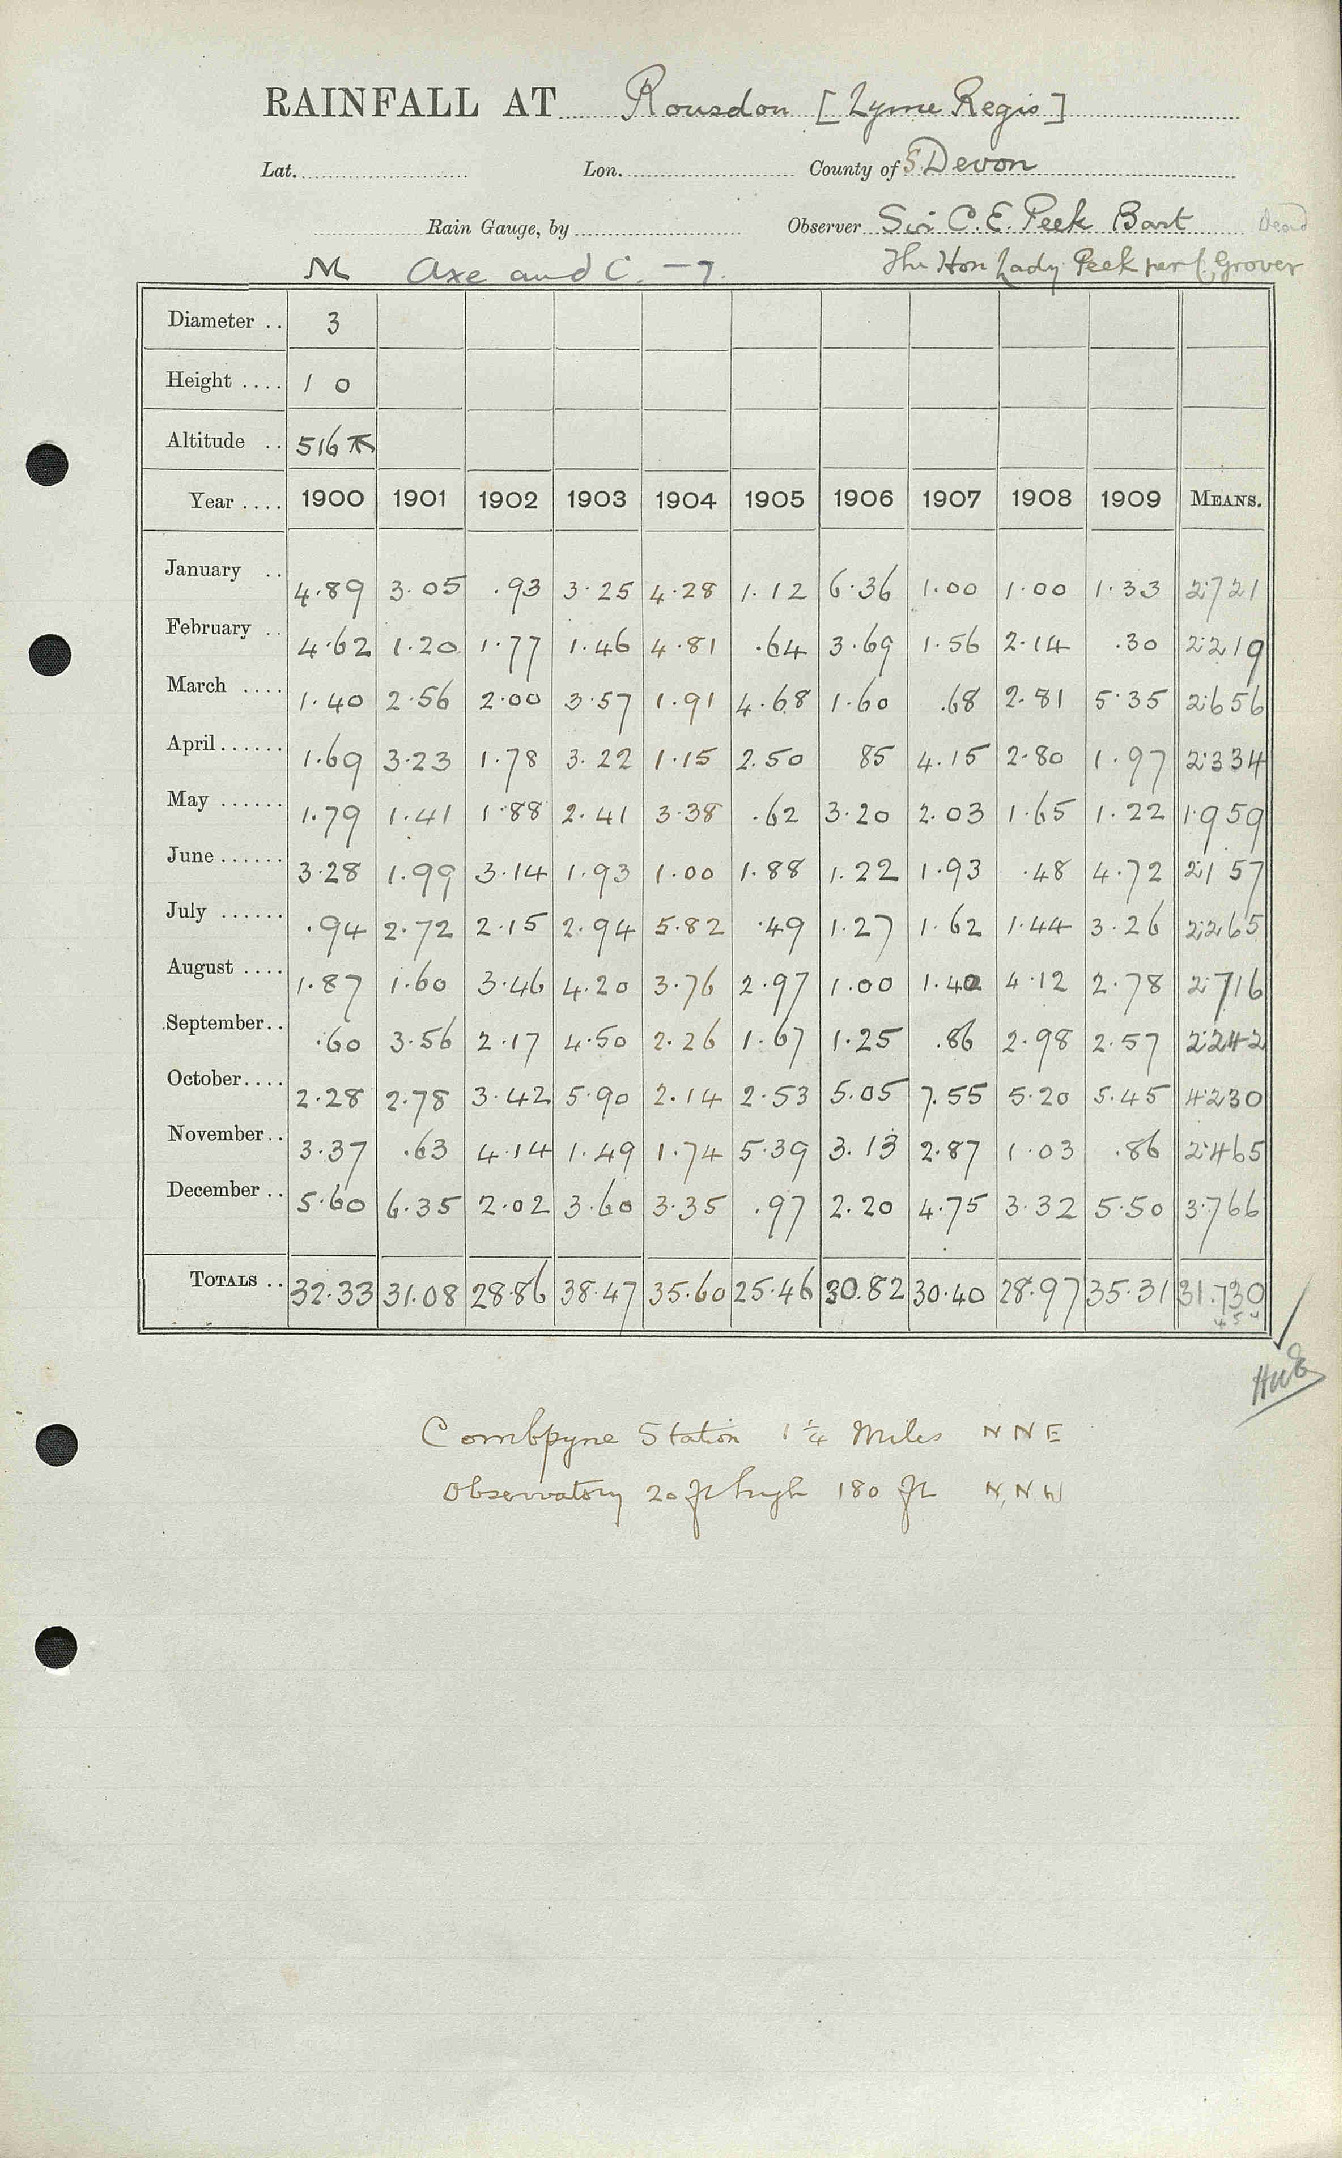 RAINFALL AT Rousdon [Lyme Regis]
Lat. Lon. County of S. Devon
Rain Gauge, by Observer Sir C. E. Peek Bart Dead
M Axe and C. – 7. The Hon Lady Peek per C. Grover
Diameter .. 3
Height .... 1 0
Altitude .. 516
Year .... 1900 1901 1902 1903 1904 1905 1906 1907 1908 1909 MEANS.
January .. 4.89 3.05 .93 3.25 4.28 1.12 6.36 1.00 1.00 1.33 2.721
February .. 4.62 1.20 1.77 1.46 4.81 .64 3.69 1.56 2.14 .30 2.219
March .... 1.40 2.56 2.00 3.57 1.91 4.68 1.60 .68 2.81 5.35 2.656
April...... 1.69 3.23 1.78 3.22 1.15 2.50 85 4.15 2.80 1.97 2.334
May ...... 1.79 1.41 1.88 2.41 3.38 .62 3.20 2.03 1.65 1.22 1.959
June...... 3.28 1.99 3.14 1.93 1.00 1.88 1.22 1.93 .48 4.72 2.157
July ...... .94 2.72 2.15 2.94 5.82 .49 1.27 1.62 1.44 3.26 2.265
August .... 1.87 1.60 3.46 4.20 3.76 2.97 1.00 1.40 4.12 2.78 2.716
September.. .60 3.56 2.17 4.50 2.26 1.67 1.25 .86 2.98 2.57 2.242
October.... 2.28 2.78 3.42 5.90 2.14 2.53 5.05 7.55 5.20 5.45 4.230
November.. 3.37 .63 4.14 1.49 1.74 5.39 3.13 2.87 1.03 .86 2.465
December .. 5.60 6.35 2.02 3.60 3.35 .97 2.20 4.75 3.32 5.50 3.766
TOTALS .. 32.33 31.08 28.86 38.47 35.60 25.46 30.82 30.40 28.97 35.31 31.730
Combpyne Station 1 1/4 Miles N N E
Observatory 20 ft high 180 ft N, N W